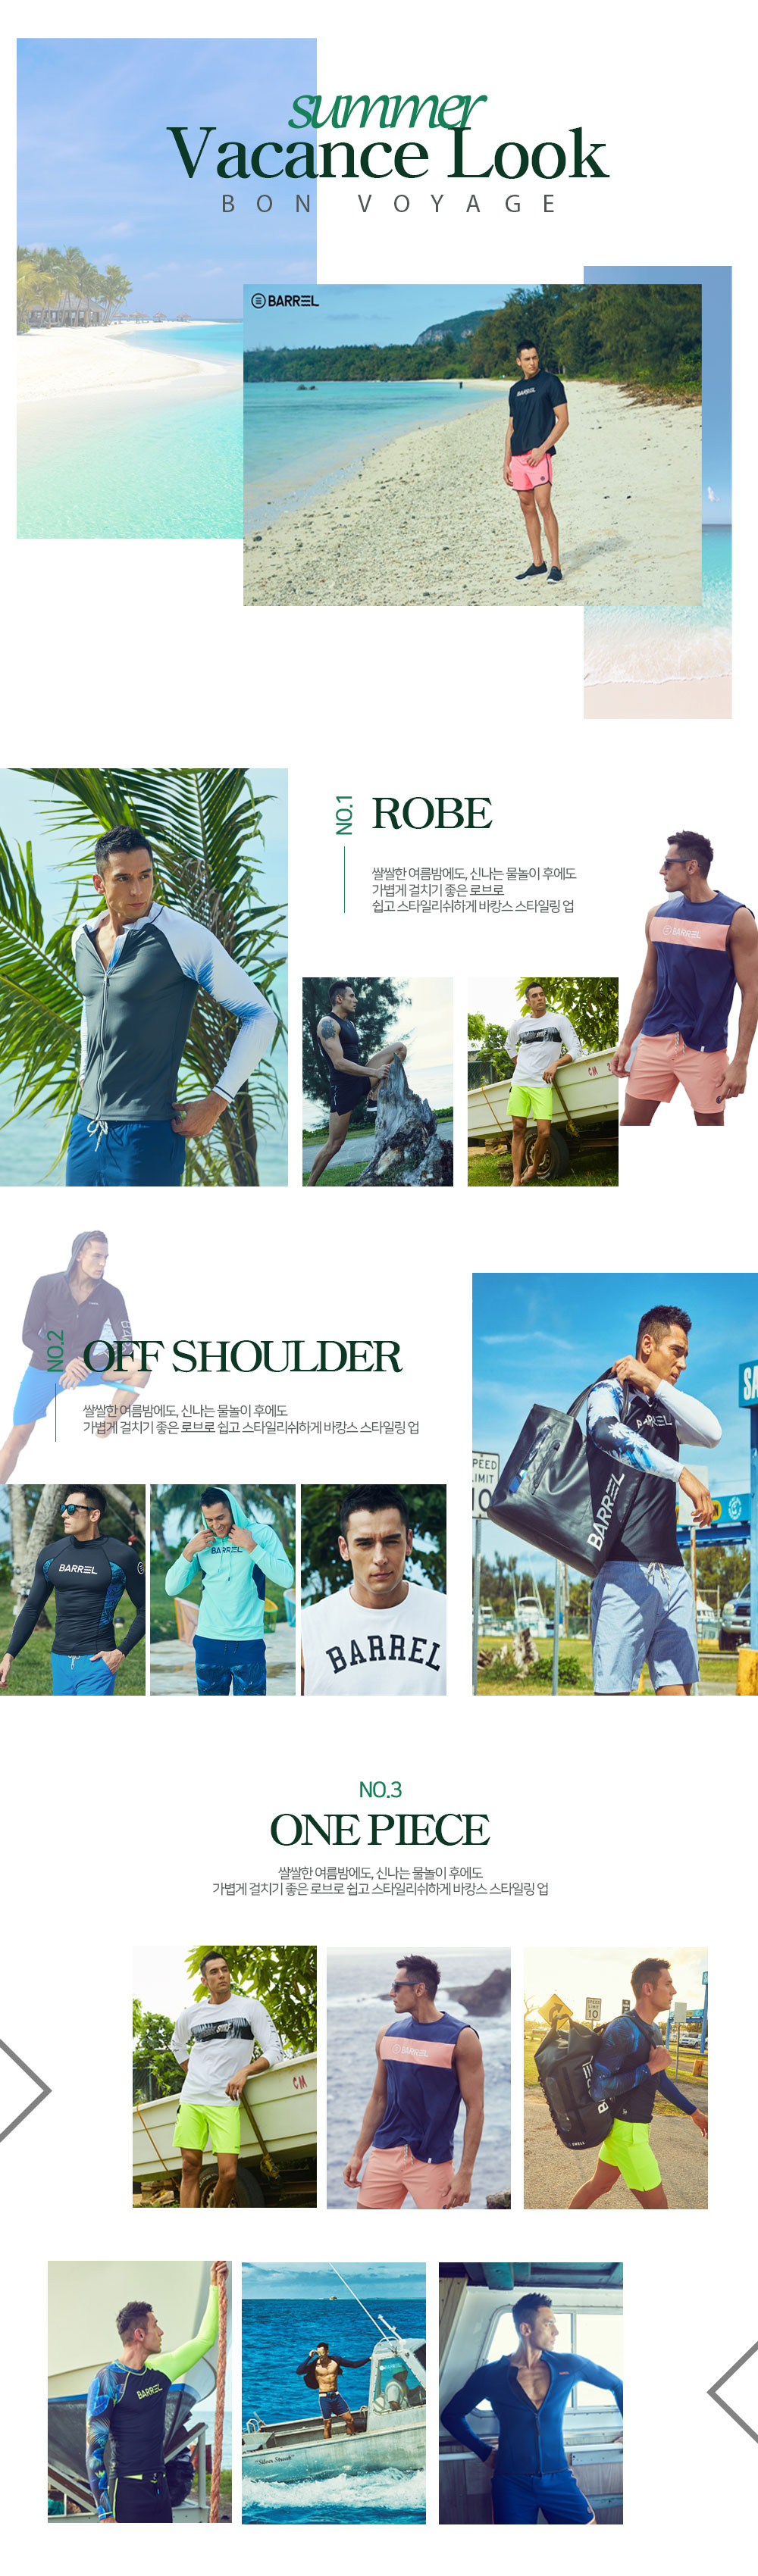 summer
Vacance Look
BON VOYAGE
BARREL
BARREL
NO.1
ROBE
쌀쌀한 여름밤에도, 신나는 물놀이 후에도
가볍게 걸치기 좋은 로브로
쉽고 스타일리쉬하게 바캉스 스타일링 업
BARREL
CM
NO.2
OFF SHOULDER
쌀쌀한 여름밤에도, 신나는 물놀이 후에도
가볍게 걸치기 좋은 로브로 쉽고 스타일리쉬하게 바캉스 스타일링 업
BARREL
BARREL
SA
BARREL
BARREL
BARREL
NO.3
ONE PIECE
쌀쌀한 여름밤에도, 신나는 물놀이 후에도
가볍게 걸치기 좋은 로브로 쉽고 스타일리쉬하게 바캉스 스타일링 업
CM
BARREL
SPEED
LIMIT
10
BARREL